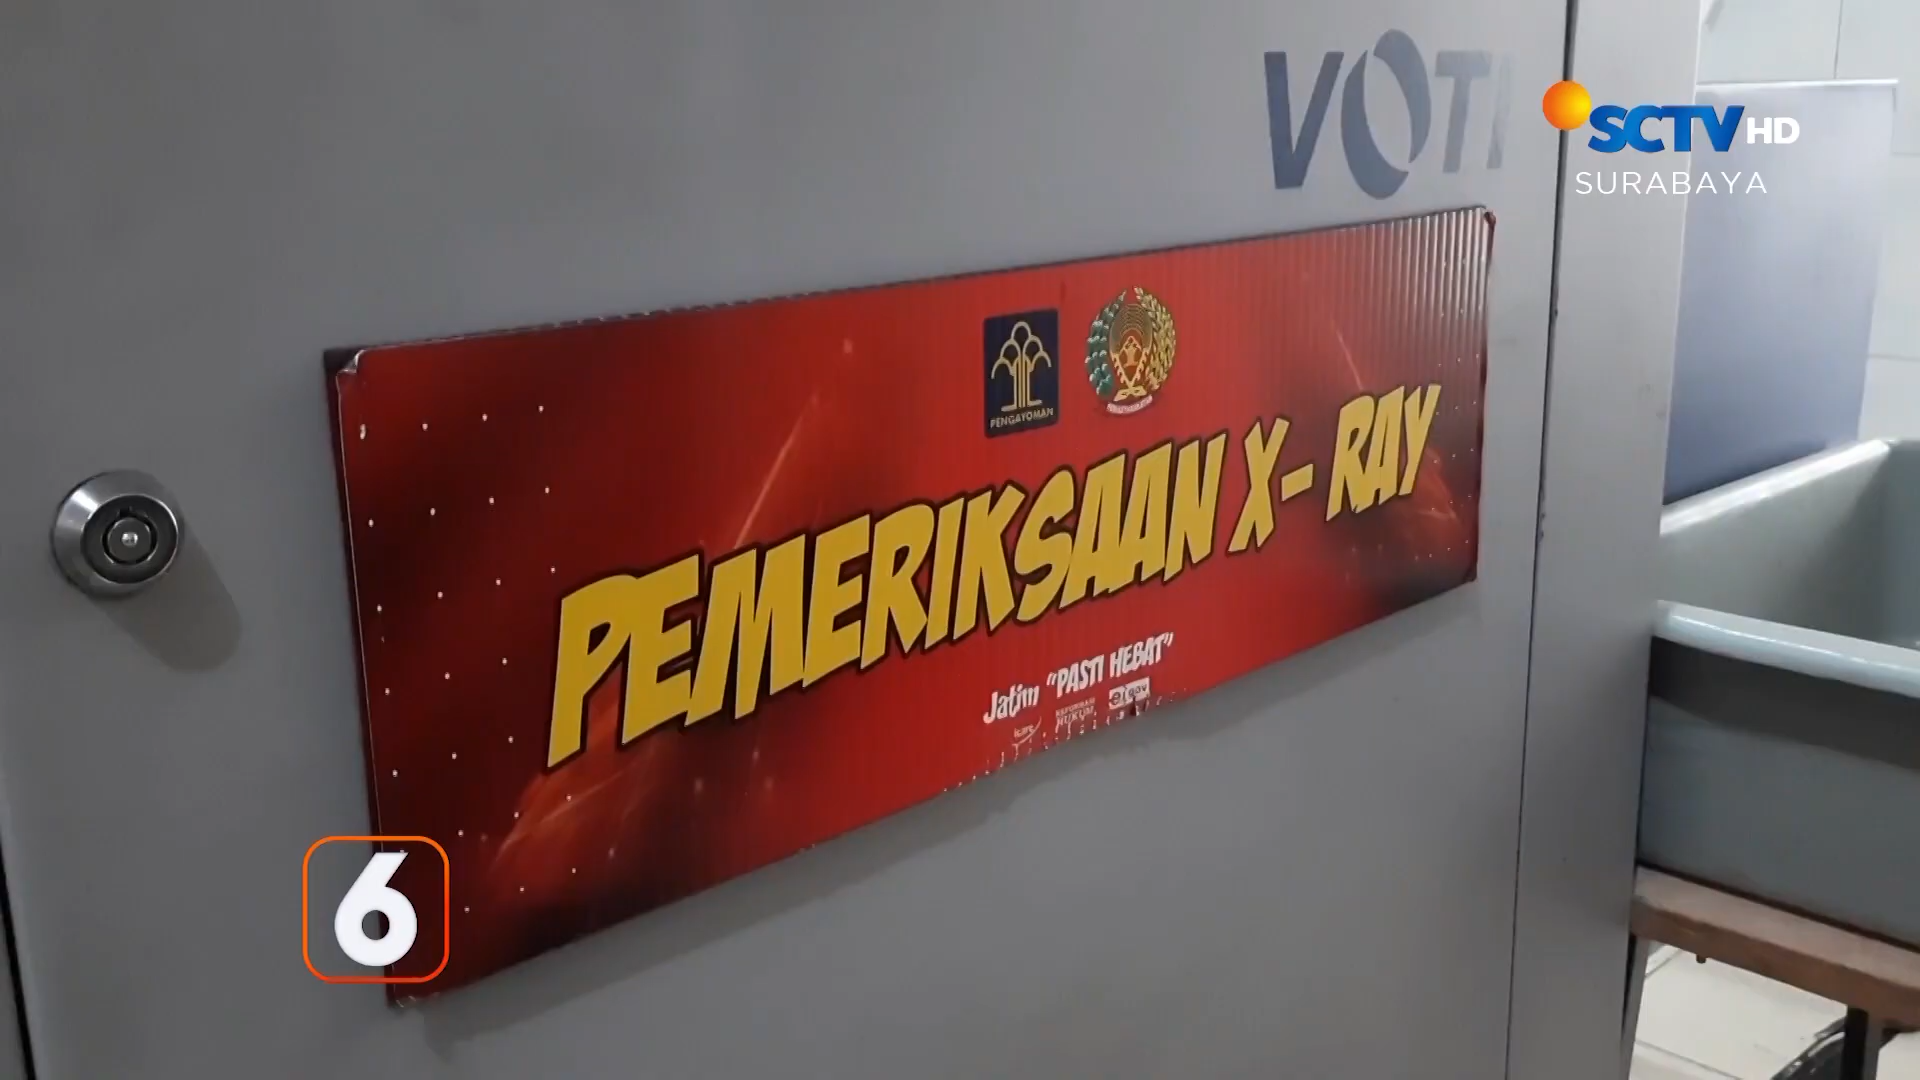 VOTI
SCTV HD
SURABAYA
PENGAYOMAN
PEMERIKSAAN X-RAY
Jatim "PASTI HEBAT"
6